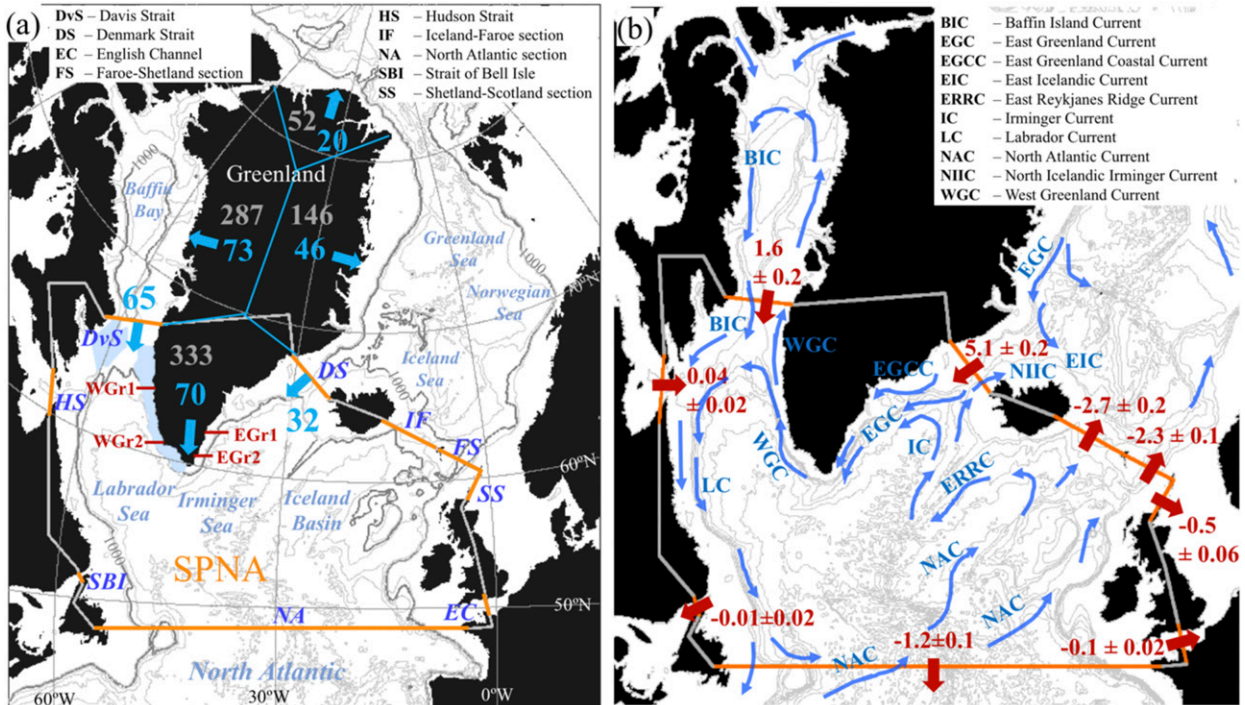 (a)
DvS – Davis Strait
DS – Denmark Strait
EC – English Channel
FS – Faroe-Shetland section
HS – Hudson Strait
IF – Iceland-Faroe section
NA – North Atlantic section
SBI – Strait of Bell Isle
SS – Shetland-Scotland section
52
20
1000
Greenland
Baffin
Bay
287
146
73
46
Greenland
Sea
1000
Norwegian
Sea
70ºN
65
DvS
333
DS
Iceland
Sea
HS
WGr1
70
32
IF
WGr2
EGr1
EGr2
FS
60ºN
SS
Labrador
Sea
Irminger
Sea
Iceland
Basin
1000
SPNA
SBI
NA
EC
50ºN
North Atlantic
60ºW
30ºW
0ºW
(b)
BIC – Baffin Island Current
EGC – East Greenland Current
EGCC – East Greenland Coastal Current
EIC – East Icelandic Current
ERRC – East Reykjanes Ridge Current
IC – Irminger Current
LC – Labrador Current
NAC – North Atlantic Current
NIIC – North Icelandic Irminger Current
WGC – West Greenland Current
BIC
1.6
± 0.2
EGC
BIC
WGC
5.1 ± 0.2
EIC
NIIC
EGCC
0.04
± 0.02
-2.7 ± 0.2
-2.3 ± 0.1
EGC
IC
WGC
LC
ERRC
-0.5
± 0.06
NAC
-0.01±0.02
NAC
-1.2±0.1
-0.1 ± 0.02
NAC